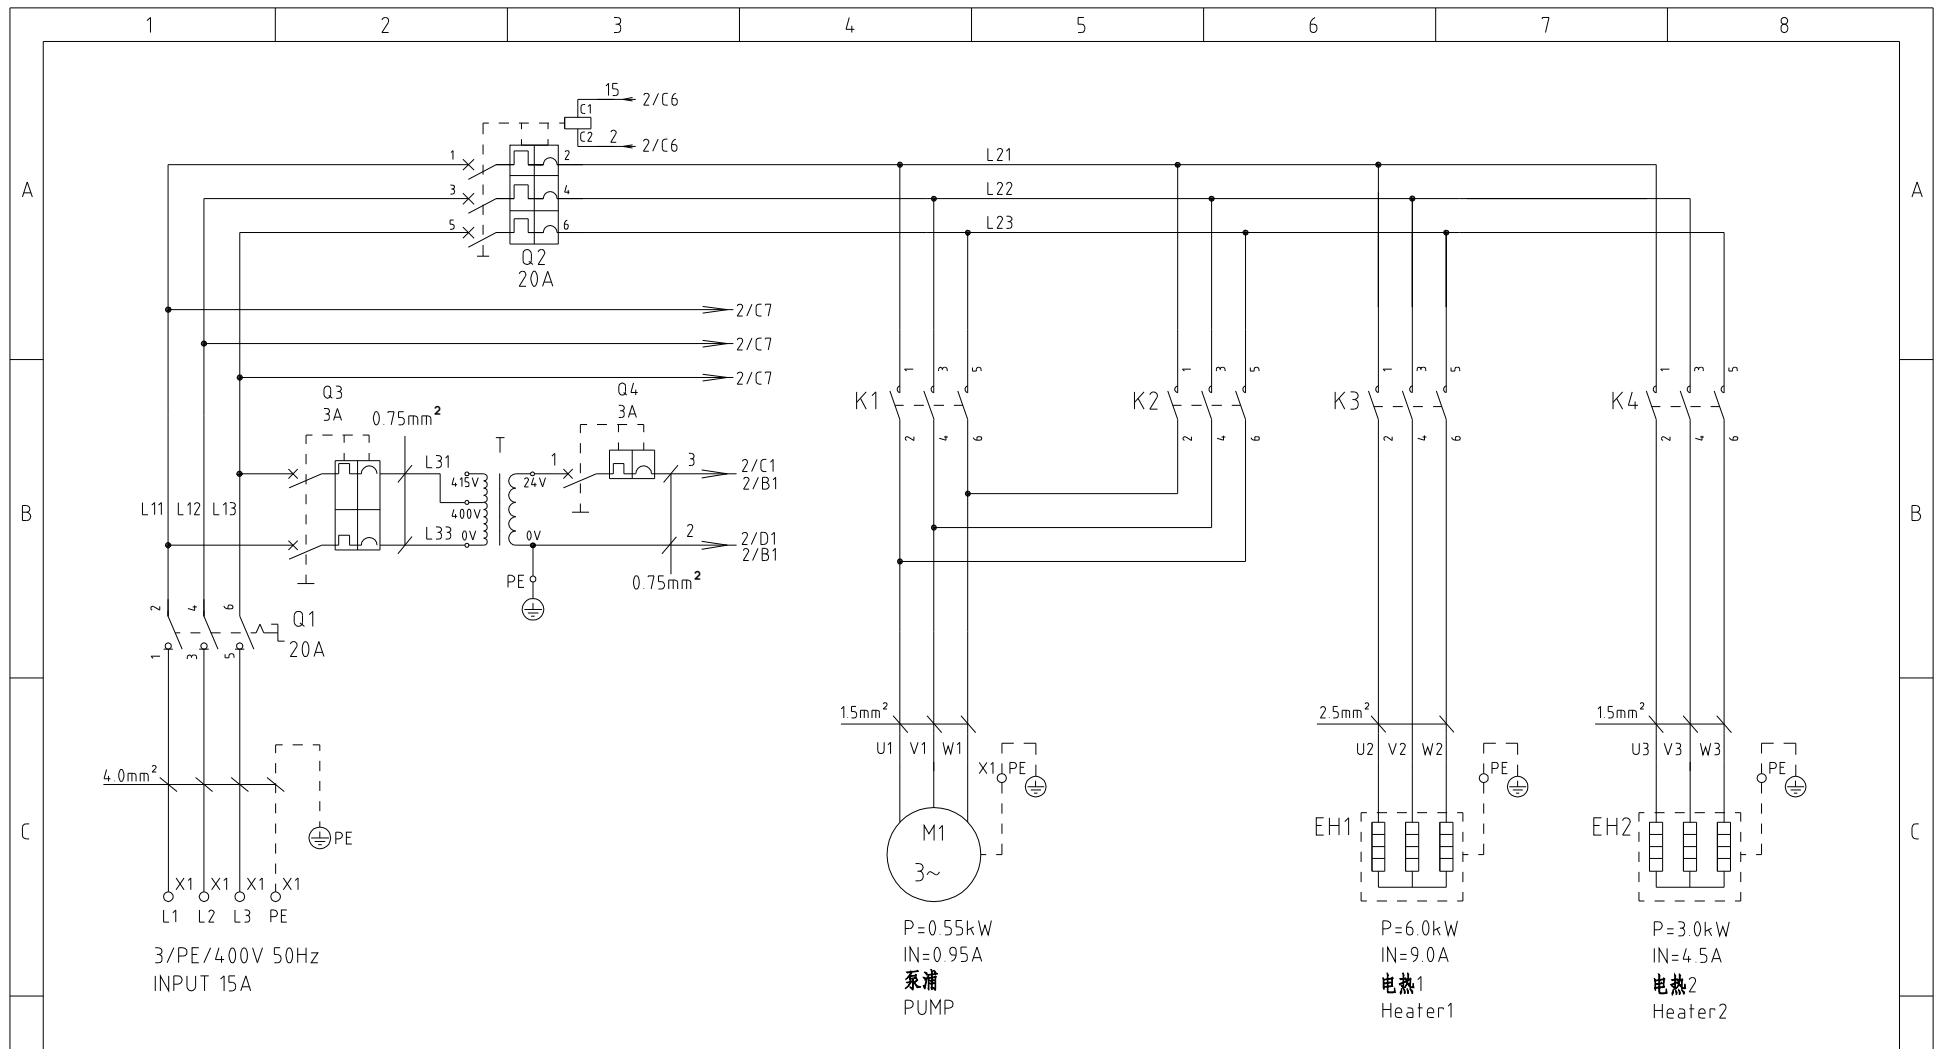 1 2 3 4 5 6 7 8
A A
15 2/C6
C1
C2 2 2/C6
1 2 L21
3 4 L22
5 6 L23
Q2
20A
2/C7
2/C7
2/C7
Q3
3A
0.75mm²
T
Q4
3A
K1 1 3 5
2 4 6
K2 1 3 5
2 4 6
K3 1 3 5
2 4 6
K4 1 3 5
2 4 6
B B
L11 L12 L13
L31 415V
400V
L33 0V
24V 1 3 2/C1
2/B1
0V 2 2/D1
2/B1
PE
0.75mm²
2 4 6
Q1
20A
1 3 5
1.5mm²
U1 V1 W1
X1 PE
2.5mm²
U2 V2 W2
PE
1.5mm²
U3 V3 W3
PE
4.0mm²
PE
C C
M1
3~
EH1
EH2
X1 X1 X1 X1
L1 L2 L3 PE
3/PE/400V 50Hz
INPUT 15A
P=0.55kW
IN=0.95A
泵浦
PUMP
P=6.0kW
IN=9.0A
电热1
Heater1
P=3.0kW
IN=4.5A
电热2
Heater2